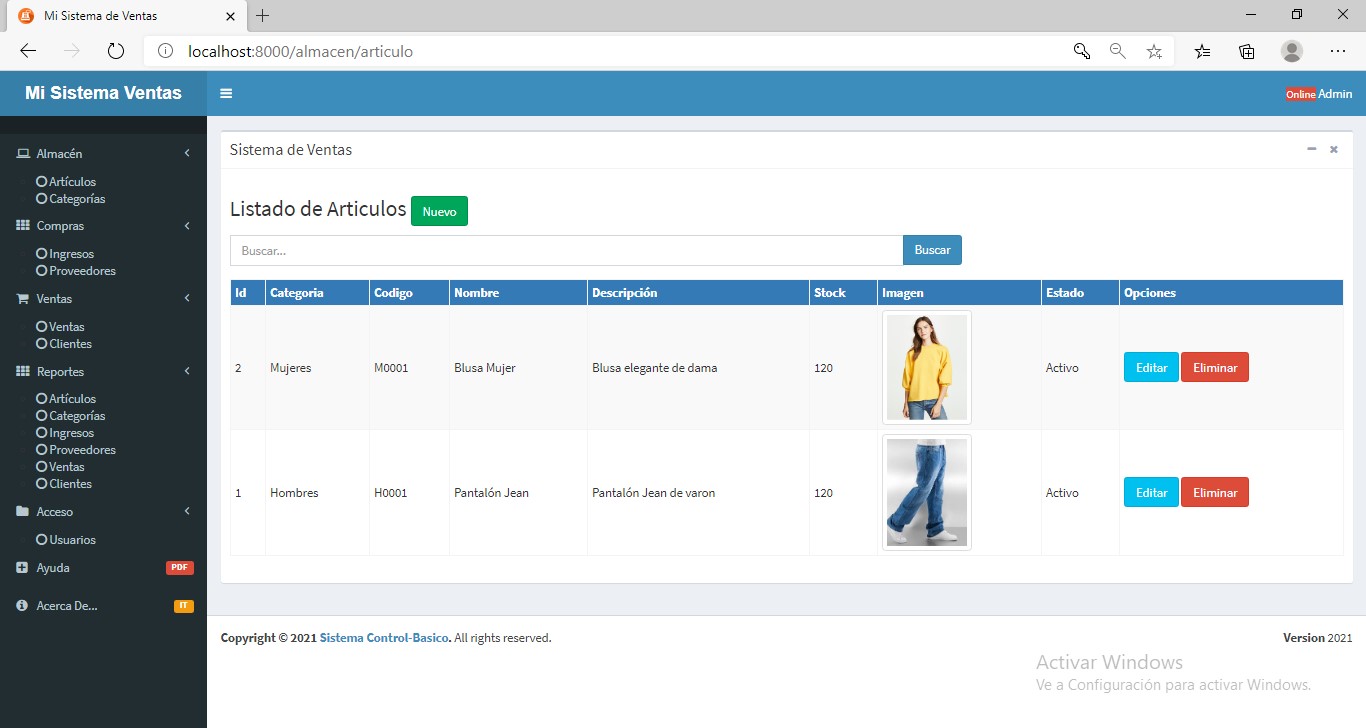 Mi Sistema de Ventas
localhost:8000/almacen/articulo
Mi Sistema Ventas
Online Admin
Almacén
Artículos
Categorías
Compras
Ingresos
Proveedores
Ventas
Ventas
Clientes
Reportes
Artículos
Categorías
Ingresos
Proveedores
Ventas
Clientes
Acceso
Usuarios
Ayuda PDF
Acerca De... IT
Sistema de Ventas
Listado de Articulos Nuevo
Buscar... Buscar
Id Categoria Codigo Nombre Descripción Stock Imagen Estado Opciones
2 Mujeres M0001 Blusa Mujer Blusa elegante de dama 120 Activo Editar Eliminar
1 Hombres H0001 Pantalón Jean Pantalón Jean de varon 120 Activo Editar Eliminar
Copyright © 2021 Sistema Control-Basico. All rights reserved. Version 2021
Activar Windows
Ve a Configuración para activar Windows.